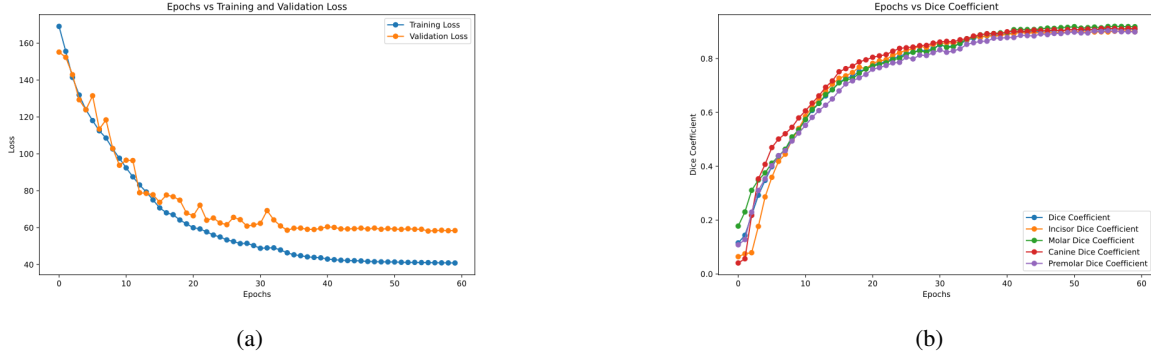 Epochs vs Training and Validation Loss
Training Loss
Validation Loss
160
140
120
100
80
60
40
Loss
0 10 20 30 40 50 60
Epochs
(a)
Epochs vs Dice Coefficient
0.8
0.6
0.4
0.2
0.0
Dice Coefficient
Dice Coefficient
Incisor Dice Coefficient
Molar Dice Coefficient
Canine Dice Coefficient
Premolar Dice Coefficient
0 10 20 30 40 50 60
Epochs
(b)